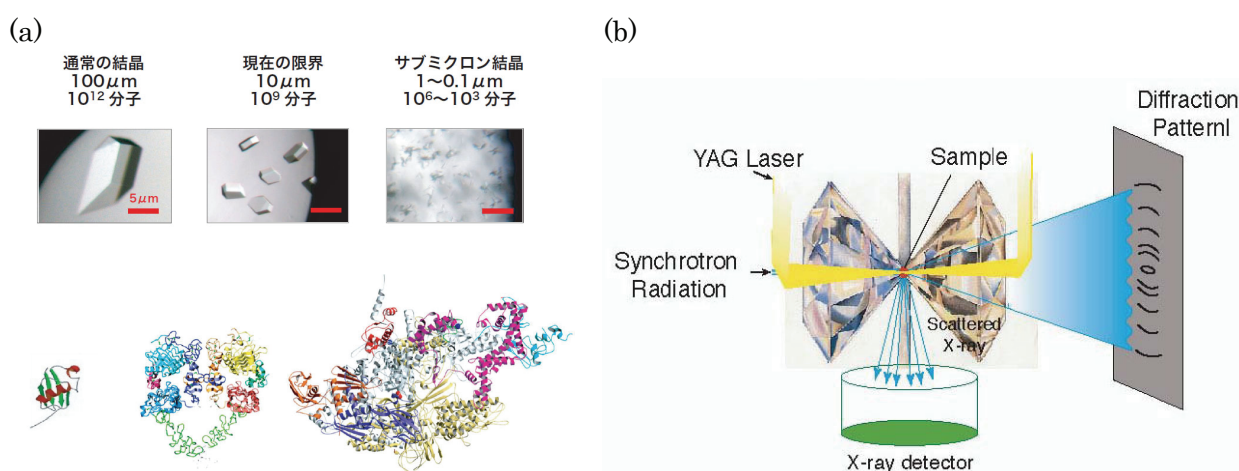 (a)
通常の結晶
100μm
10¹² 分子
現在の限界
10μm
10⁹ 分子
サブミクロン結晶
1〜0.1μm
10⁶〜10³ 分子
5μm
(b)
Diffraction
Patternl
YAG Laser
Sample
Synchrotron
Radiation
Scattered
X-ray
X-ray detector